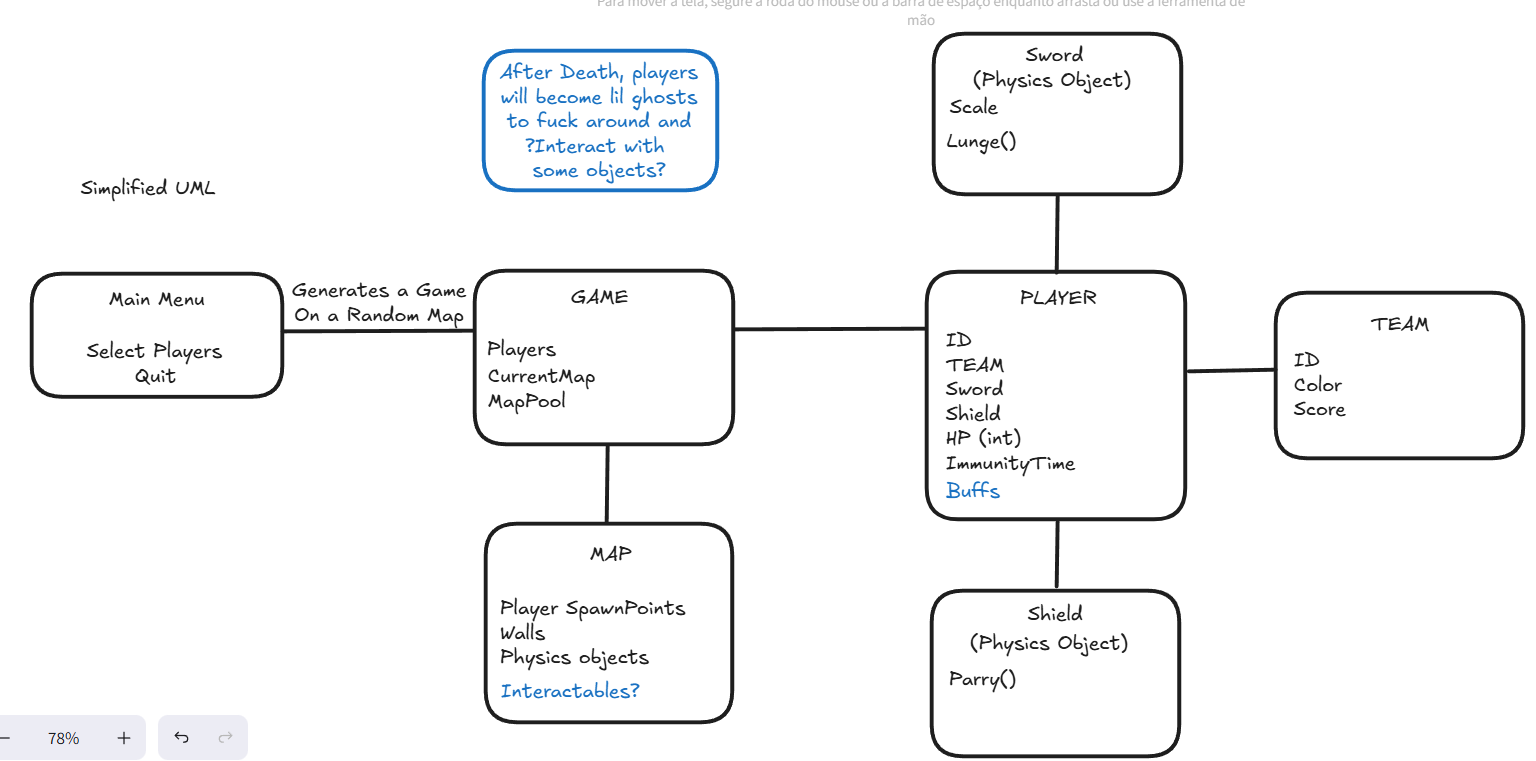 Para mover a tela, segure a roda do mouse ou a barra de espaço enquanto arrasta ou use a ferramenta de
mão
After Death, players
will become lil ghosts
to fuck around and
?Interact with
some objects?
Sword
(Physics Object)
Scale
Lunge()
Simplified UML
Main Menu
Select Players
Quit
Generates a Game
On a Random Map
GAME
Players
CurrentMap
MapPool
PLAYER
ID
TEAM
Sword
Shield
HP (int)
ImmunityTime
Buffs
TEAM
ID
Color
Score
MAP
Player SpawnPoints
Walls
Physics objects
Interactables?
Shield
(Physics Object)
Parry()
78%